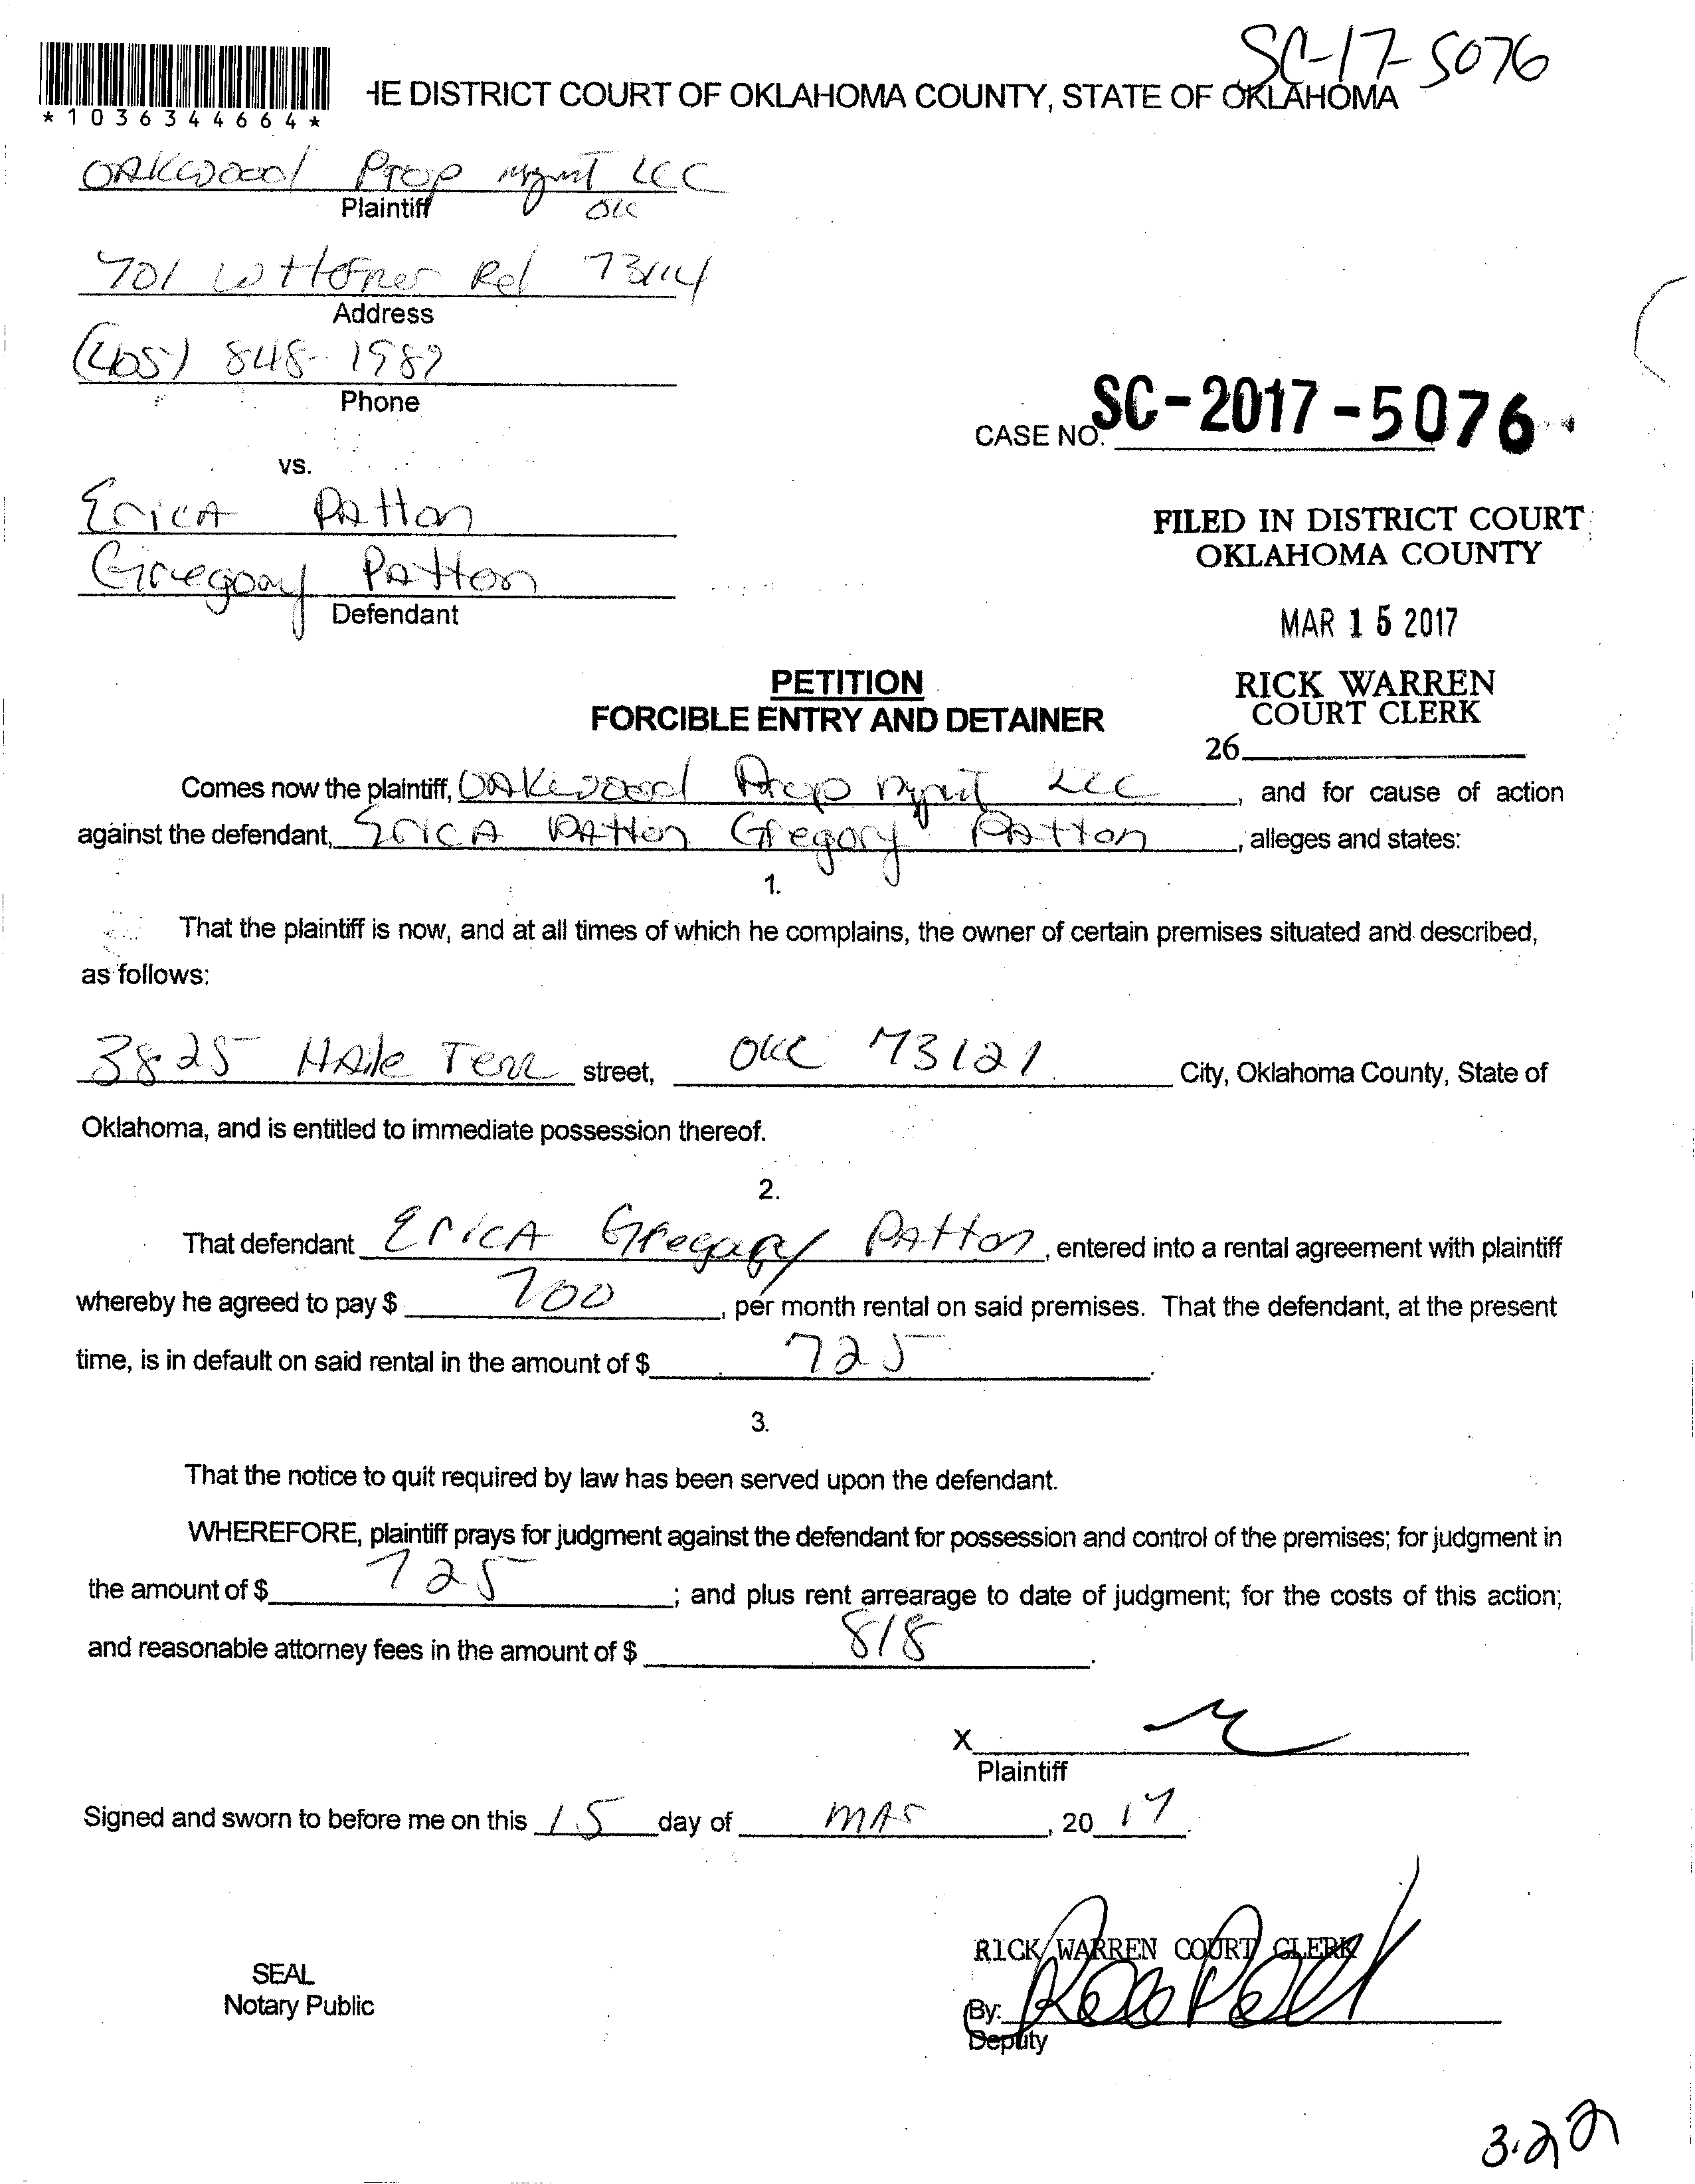 SC-17-5076
HE DISTRICT COURT OF OKLAHOMA COUNTY, STATE OF OKLAHOMA
*1036344664*
OAKwood Prop Mgmt LLC
Plaintiff OKC
701 W Hefner Rd 73114
Address
(405) 848-1987
Phone
CASE NO. SC-2017-5076
vs.
Erica Patton
FILED IN DISTRICT COURT
OKLAHOMA COUNTY
Gregory Patton
Defendant
MAR 15 2017
PETITION
FORCIBLE ENTRY AND DETAINER
RICK WARREN
COURT CLERK
26
Comes now the plaintiff, OAKwood Prop Mgmt LLC, and for cause of action
against the defendant, Erica Patton Gregory Patton, alleges and states:
1.
That the plaintiff is now, and at all times of which he complains, the owner of certain premises situated and described,
as follows:
3825 Hale Terr street, OKC 73121 City, Oklahoma County, State of
Oklahoma, and is entitled to immediate possession thereof.
2.
That defendant Erica Gregory Patton, entered into a rental agreement with plaintiff
whereby he agreed to pay $ 700, per month rental on said premises. That the defendant, at the present
time, is in default on said rental in the amount of $ 725.
3.
That the notice to quit required by law has been served upon the defendant.
WHEREFORE, plaintiff prays for judgment against the defendant for possession and control of the premises; for judgment in
the amount of $ 725; and plus rent arrearage to date of judgment; for the costs of this action;
and reasonable attorney fees in the amount of $ 818.
X
Plaintiff
Signed and sworn to before me on this 15 day of MAr, 20 17.
RICK WARREN COURT CLERK
SEAL
Notary Public
By:
Deputy
3.22